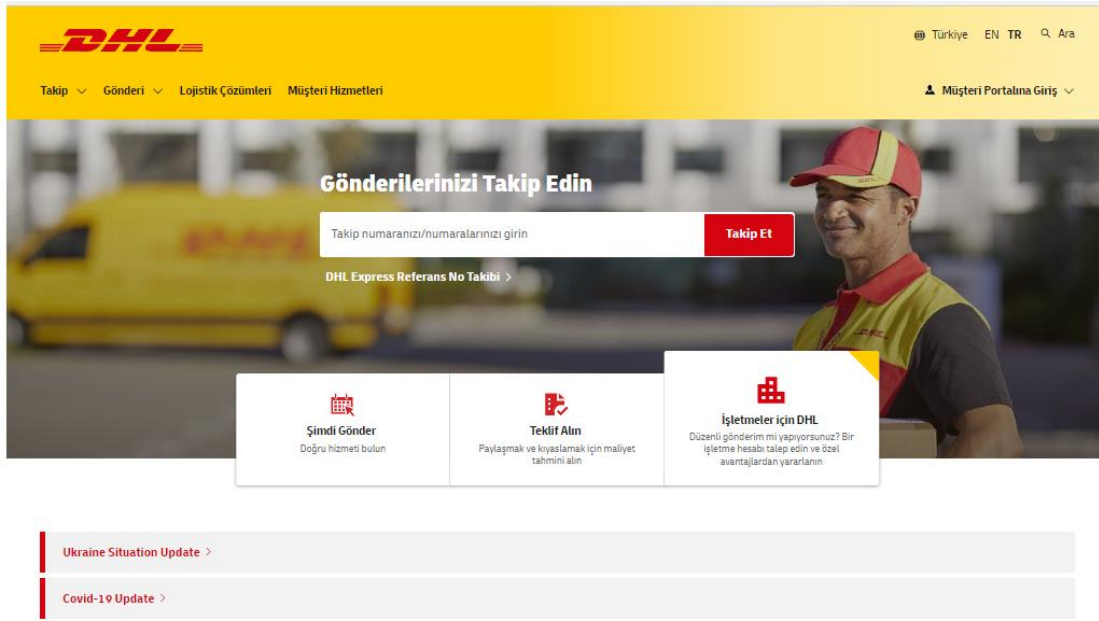 DHL
Türkiye EN TR Ara
Takip Gönderi Lojistik Çözümleri Müşteri Hizmetleri
Müşteri Portalına Giriş
Gönderilerinizi Takip Edin
Takip numaranızı/numaralarınızı girin
Takip Et
DHL Express Referans No Takibi >
Şimdi Gönder
Doğru hizmeti bulun
Teklif Alın
Paylaşmak ve kıyaslamak için maliyet
tahmini alın
İşletmeler için DHL
Düzenli gönderim mi yapıyorsunuz? Bir
işletme hesabı talep edin ve özel
avantajlardan yararlanın
Ukraine Situation Update >
Covid-19 Update >